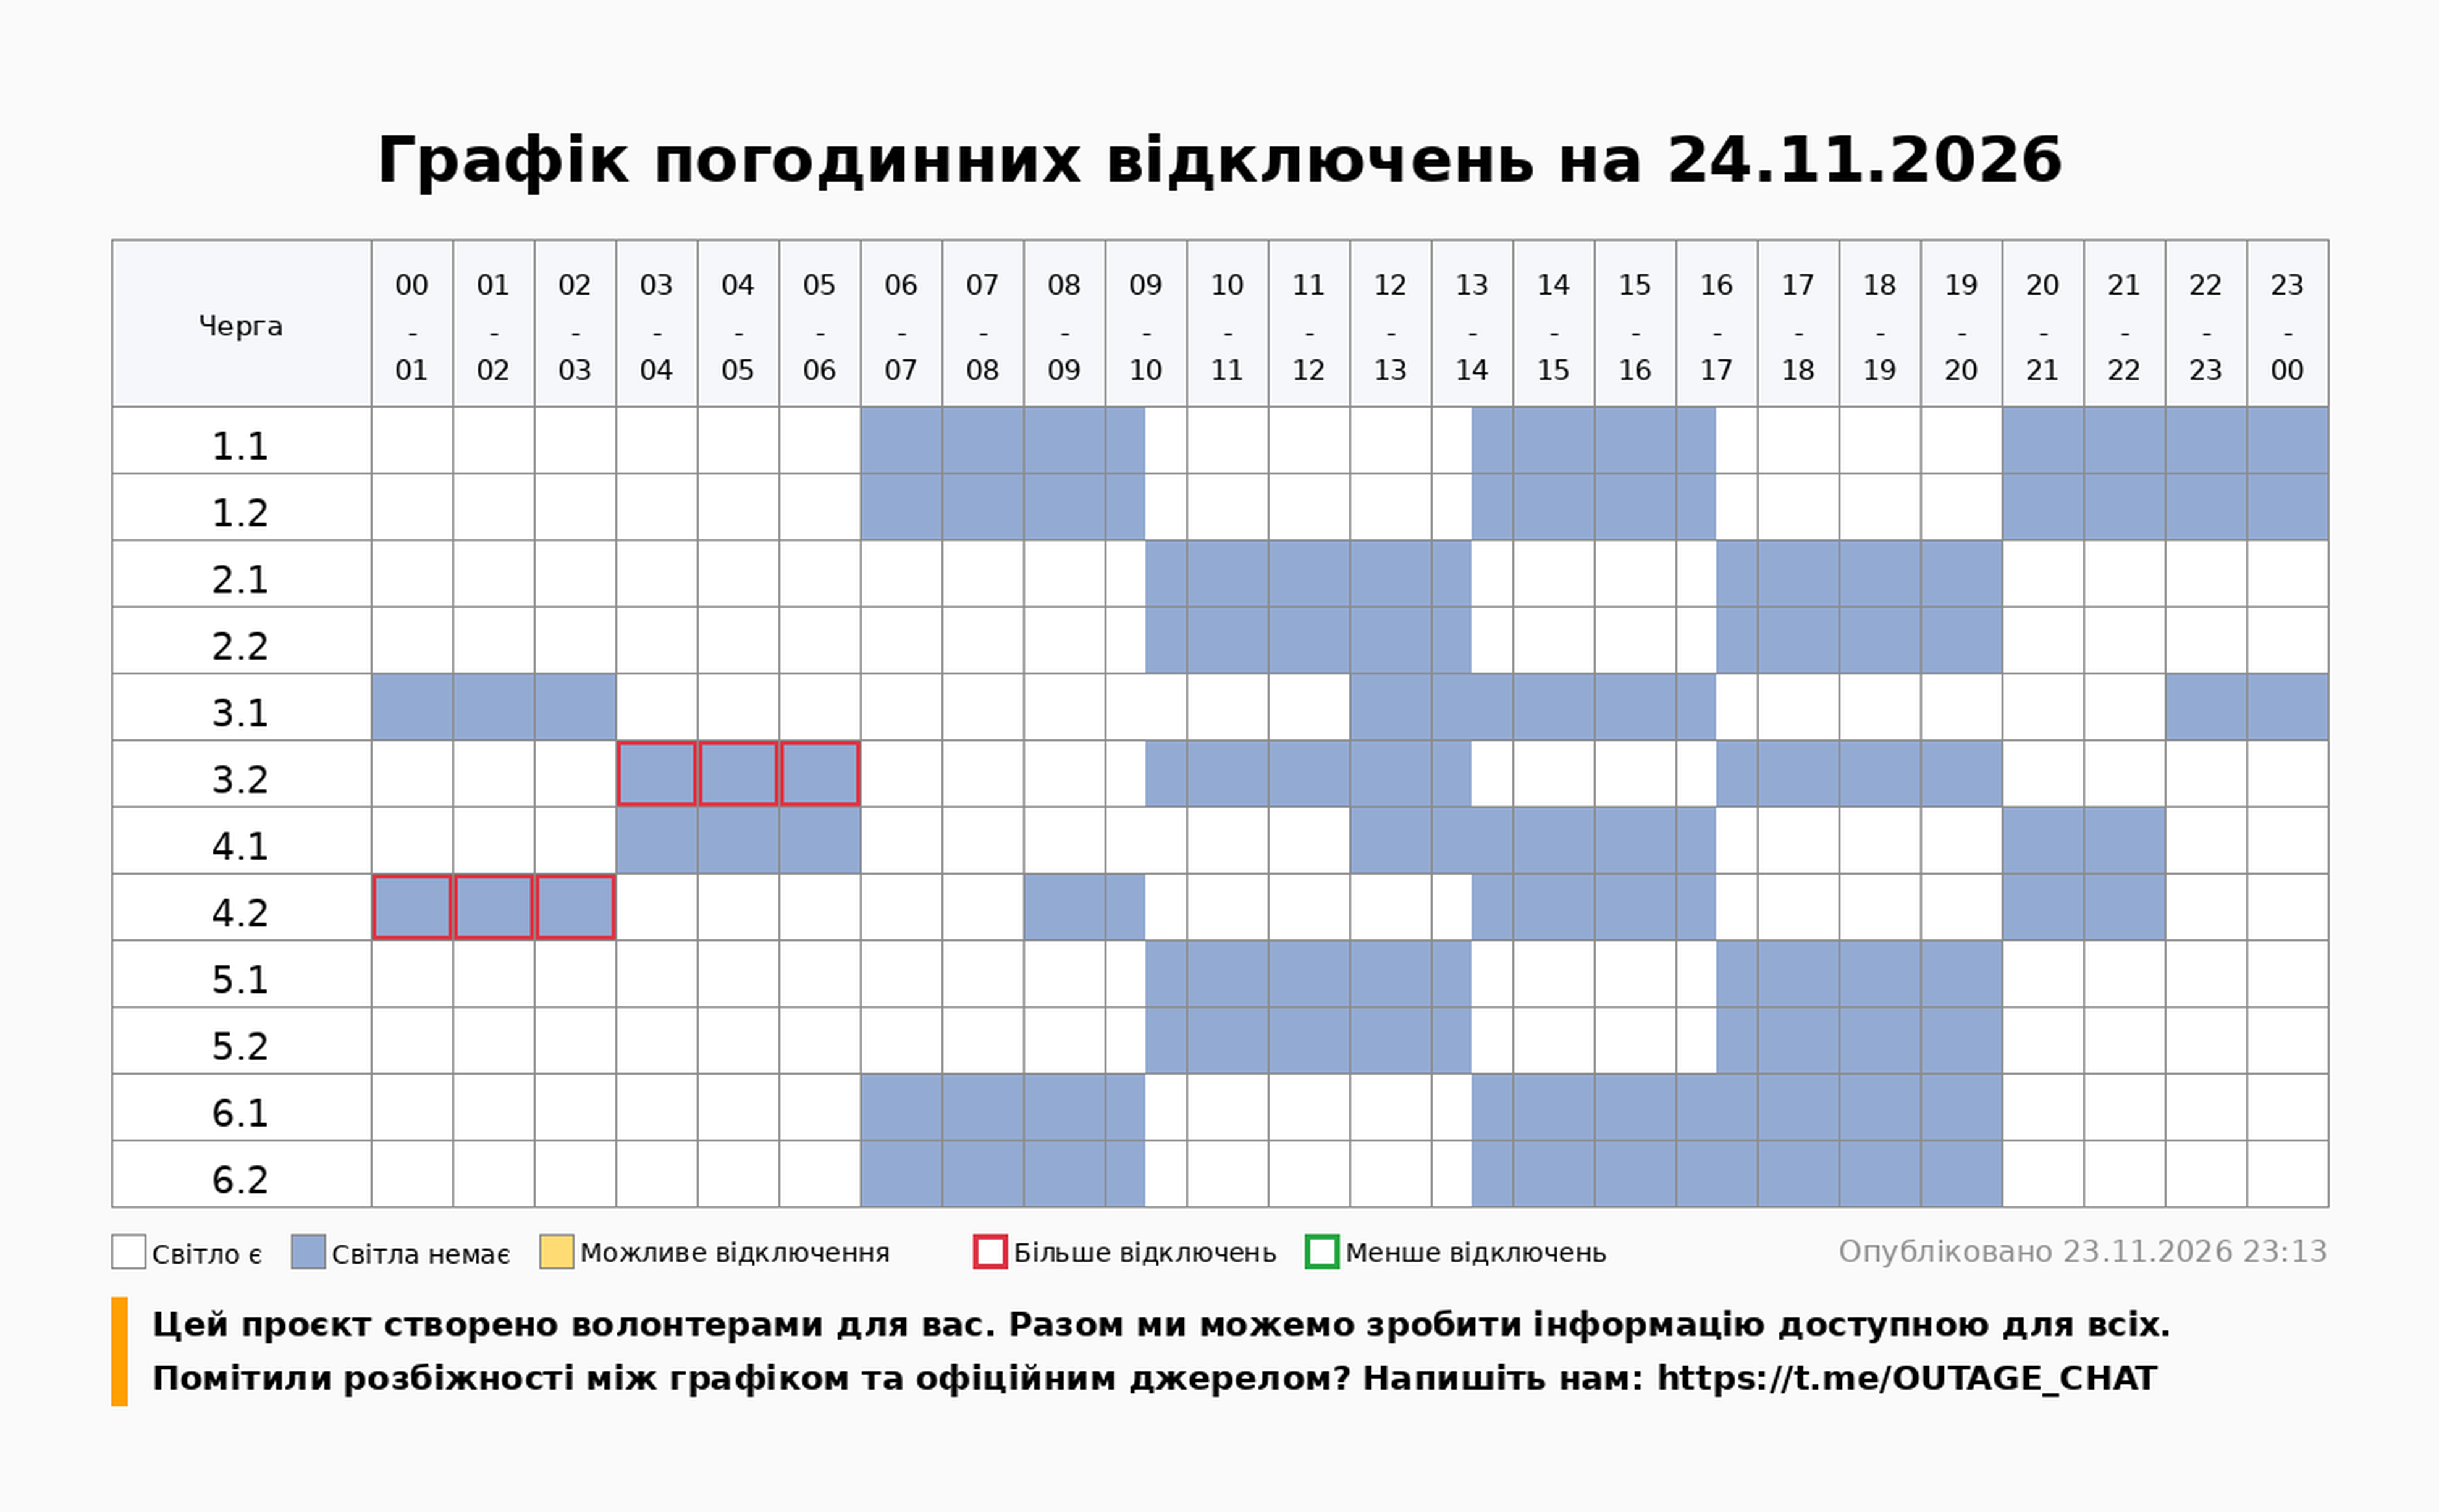 Графік погодинних відключень на 24.11.2026
Черга 00 - 01 01 - 02 02 - 03 03 - 04 04 - 05 05 - 06 06 - 07 07 - 08 08 - 09 09 - 10 10 - 11 11 - 12 12 - 13 13 - 14 14 - 15 15 - 16 16 - 17 17 - 18 18 - 19 19 - 20 20 - 21 21 - 22 22 - 23 23 - 00
1.1
1.2
2.1
2.2
3.1
3.2
4.1
4.2
5.1
5.2
6.1
6.2
Світло є Світла немає Можливе відключення Більше відключень Менше відключень Опубліковано 23.11.2026 23:13
Цей проєкт створено волонтерами для вас. Разом ми можемо зробити інформацію доступною для всіх.
Помітили розбіжності між графіком та офіційним джерелом? Напишіть нам: https://t.me/OUTAGE_CHAT